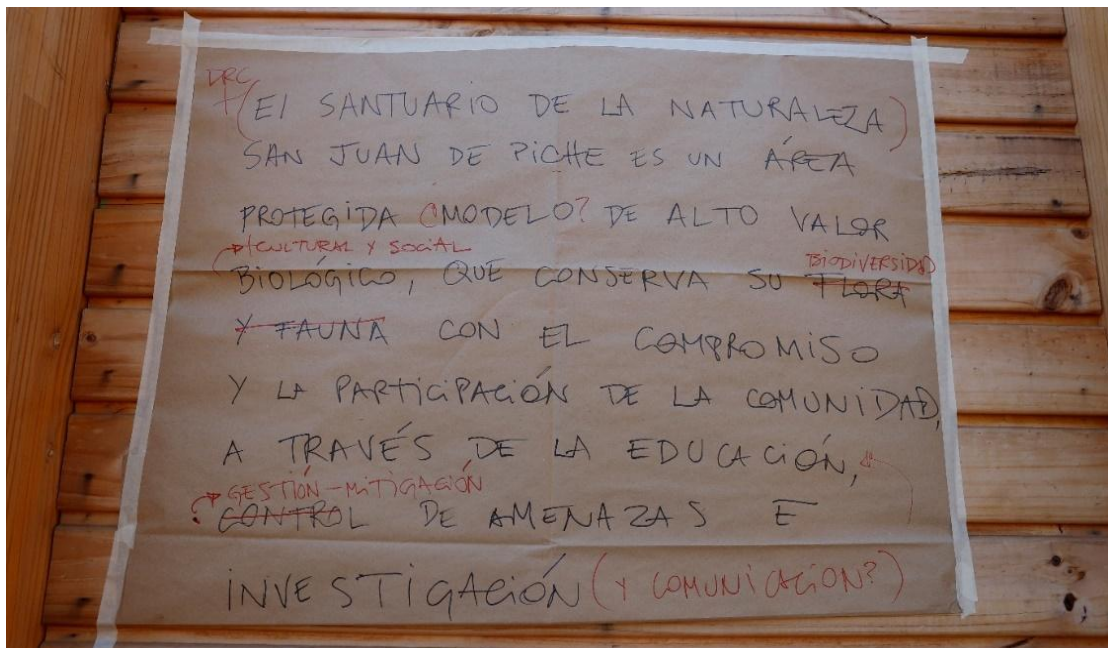 DRC
+ (El SANTUARIO DE LA NATURALEZA)
SAN JUAN DE PICHE ES UN ÁREA
PROTEGIDA ¿MODELO? DE ALTO VALOR
+CULTURAL Y SOCIAL
BIODIVERSIDAD
BIOLÓGICO, QUE CONSERVA SU FLORA
Y FAUNA CON EL COMPROMISO
Y LA PARTICIPACIÓN DE LA COMUNIDAD,
A TRAVÉS DE LA EDUCACIÓN,
GESTIÓN-MITIGACIÓN
CONTROL DE AMENAZAS E
INVESTIGACIÓN (Y COMUNICACION?)